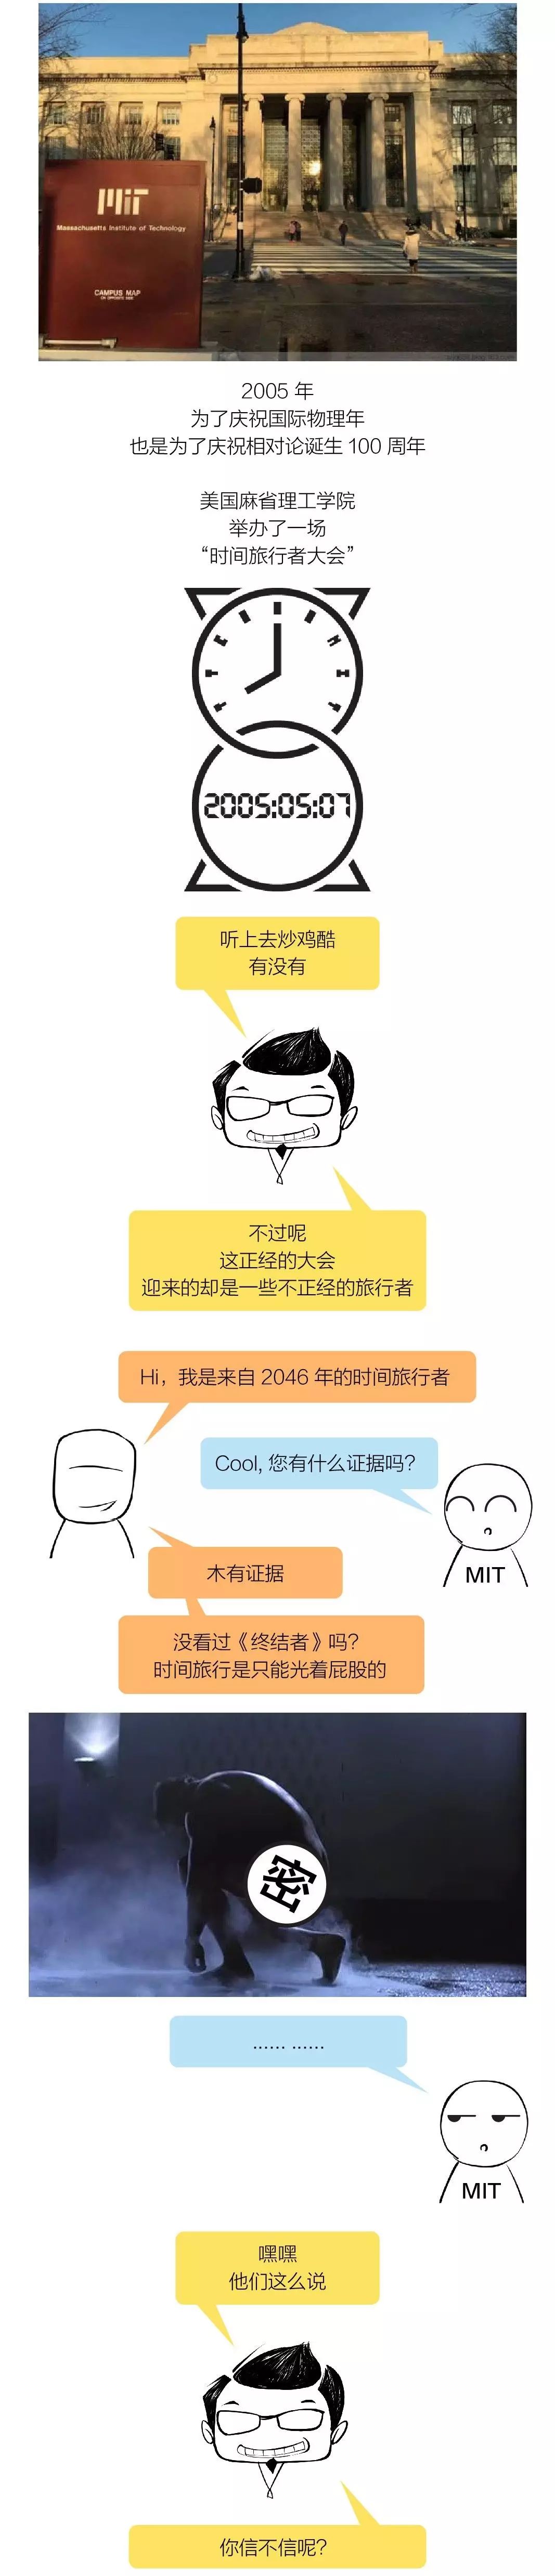 MIT
Massachusetts Institute of Technology
CAMPUS MAP
2005 年
为了庆祝国际物理年
也是为了庆祝相对论诞生 100 周年
美国麻省理工学院
举办了一场
“时间旅行者大会”
2005:05:07
听上去炒鸡酷
有没有
不过呢
这正经的大会
迎来的却是一些不正经的旅行者
Hi，我是来自 2046 年的时间旅行者
Cool, 您有什么证据吗？
MIT
木有证据
没看过《终结者》吗？
时间旅行是只能光着屁股的
密
…… ……
MIT
嘿嘿
他们这么说
你信不信呢？